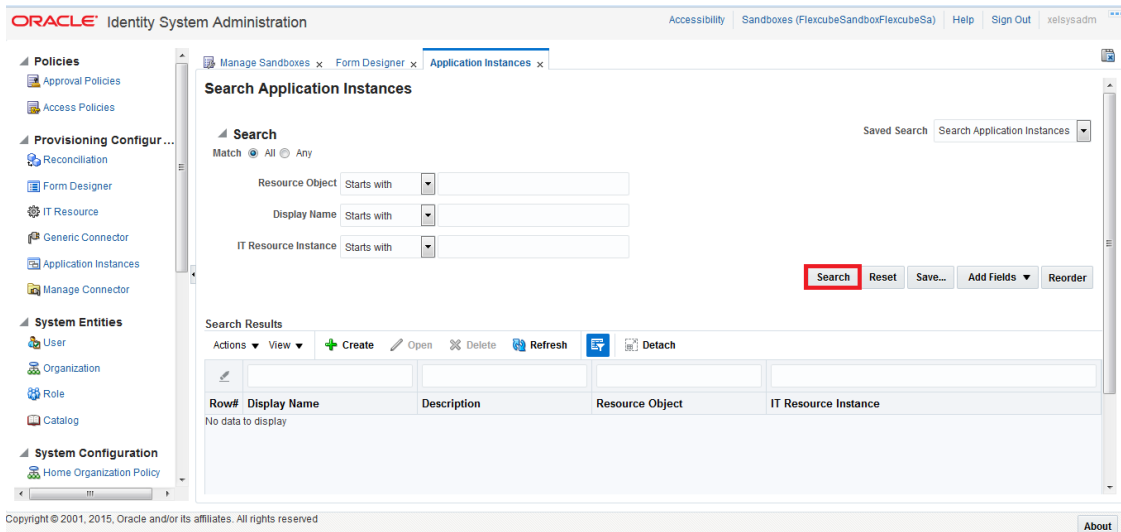 ORACLE® Identity System Administration
Accessibility Sandboxes (FlexcubeSandboxFlexcubeSa) Help Sign Out xelsysadm
Policies
Approval Policies
Access Policies
Provisioning Configur...
Reconciliation
Form Designer
IT Resource
Generic Connector
Application Instances
Manage Connector
System Entities
User
Organization
Role
Catalog
System Configuration
Home Organization Policy
Manage Sandboxes x Form Designer x Application Instances x
Search Application Instances
Search
Saved Search Search Application Instances
Match All Any
Resource Object Starts with
Display Name Starts with
IT Resource Instance Starts with
Search Reset Save... Add Fields Reorder
Search Results
Actions View Create Open Delete Refresh Detach
Row# Display Name Description Resource Object IT Resource Instance
No data to display
Copyright © 2001, 2015, Oracle and/or its affiliates. All rights reserved
About